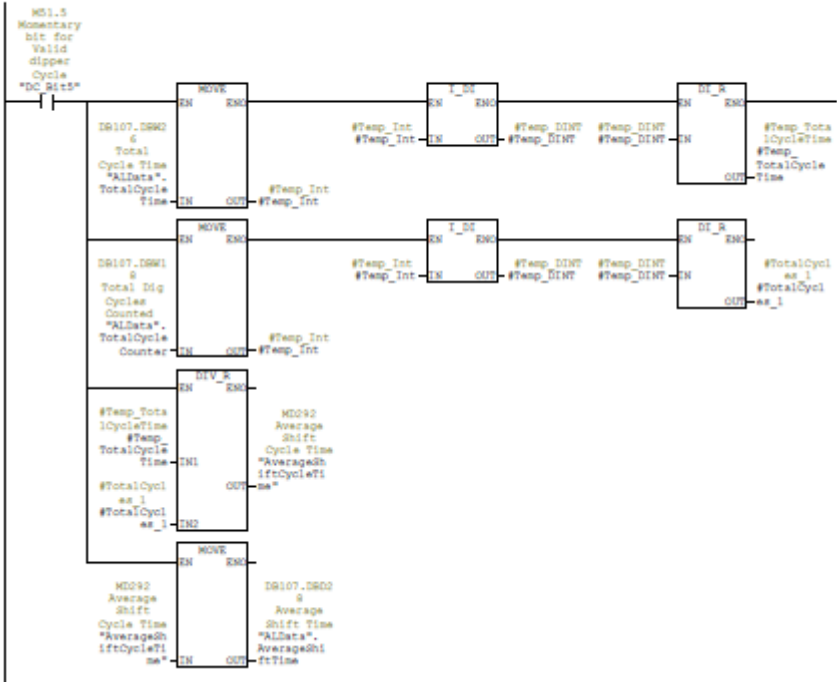 M51.5
Momentary
bit for
Valid
dipper
Cycle
"DC_Bit5"
MOVE
EN ENO
DB107.DBW2
6
Total
Cycle Time
"ALData".
TotalCycle
Time IN
OUT
#Temp_Int
#Temp_Int
I_DI
EN ENO
#Temp_Int
#Temp_Int IN
OUT
#Temp_DINT
#Temp_DINT
DI_R
EN ENO
#Temp_DINT
#Temp_DINT IN
OUT
#Temp_Tota
lCycleTime
#Temp_
TotalCycle
Time
MOVE
EN ENO
DB107.DBW1
8
Total Dig
Cycles
Counted
"ALData".
TotalCycle
Counter IN
OUT
#Temp_Int
#Temp_Int
I_DI
EN ENO
#Temp_Int
#Temp_Int IN
OUT
#Temp_DINT
#Temp_DINT
DI_R
EN ENO
#Temp_DINT
#Temp_DINT IN
OUT
#TotalCycl
es_1
#TotalCycl
es_1
DIV_R
EN ENO
#Temp_Tota
lCycleTime
#Temp_
TotalCycle
Time IN1
#TotalCycl
es_1
#TotalCycl
es_1 IN2
OUT
MD292
Average
Shift
Cycle Time
"AverageSh
iftCycleTi
me"
MOVE
EN ENO
MD292
Average
Shift
Cycle Time
"AverageSh
iftCycleTi
me" IN
OUT
DB107.DBD2
8
Average
Shift Time
"ALData".
AverageShi
ftTime